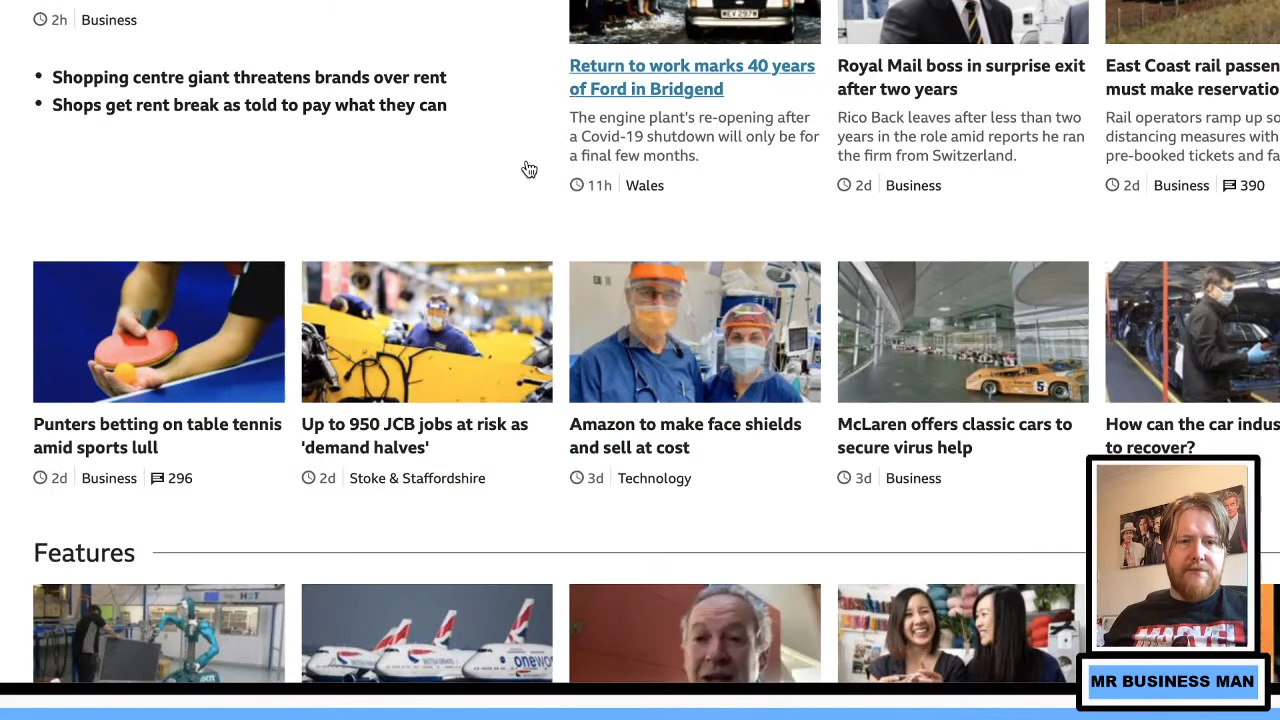 2h Business
Shopping centre giant threatens brands over rent
Shops get rent break as told to pay what they can
Return to work marks 40 years
of Ford in Bridgend
The engine plant's re-opening after
a Covid-19 shutdown will only be for
a final few months.
11h Wales
Royal Mail boss in surprise exit
after two years
Rico Back leaves after less than two
years in the role amid reports he ran
the firm from Switzerland.
2d Business
East Coast rail passen
must make reservatio
Rail operators ramp up so
distancing measures with
pre-booked tickets and fa
2d Business 390
Punters betting on table tennis
amid sports lull
2d Business 296
Up to 950 JCB jobs at risk as
'demand halves'
2d Stoke & Staffordshire
Amazon to make face shields
and sell at cost
3d Technology
McLaren offers classic cars to
secure virus help
3d Business
How can the car indus
to recover?
Features
5
onewo
MARVEL
MR BUSINESS MAN